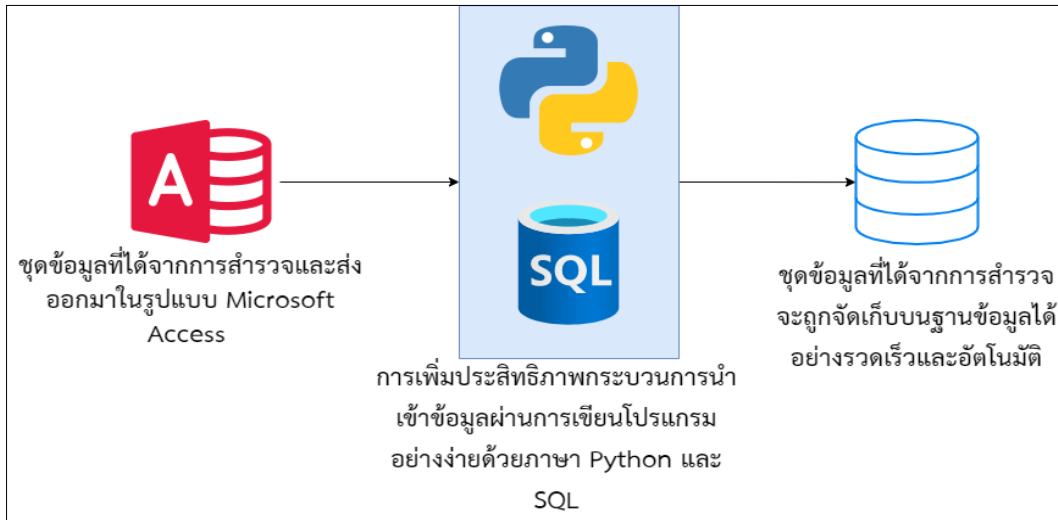 A
ชุดข้อมูลที่ได้จากการสำรวจและส่ง
ออกมาในรูปแบบ Microsoft
Access
SQL
การเพิ่มประสิทธิภาพกระบวนการนำ
เข้าข้อมูลผ่านการเขียนโปรแกรม
อย่างง่ายด้วยภาษา Python และ
SQL
ชุดข้อมูลที่ได้จากการสำรวจ
จะถูกจัดเก็บบนฐานข้อมูลได้
อย่างรวดเร็วและอัตโนมัติ